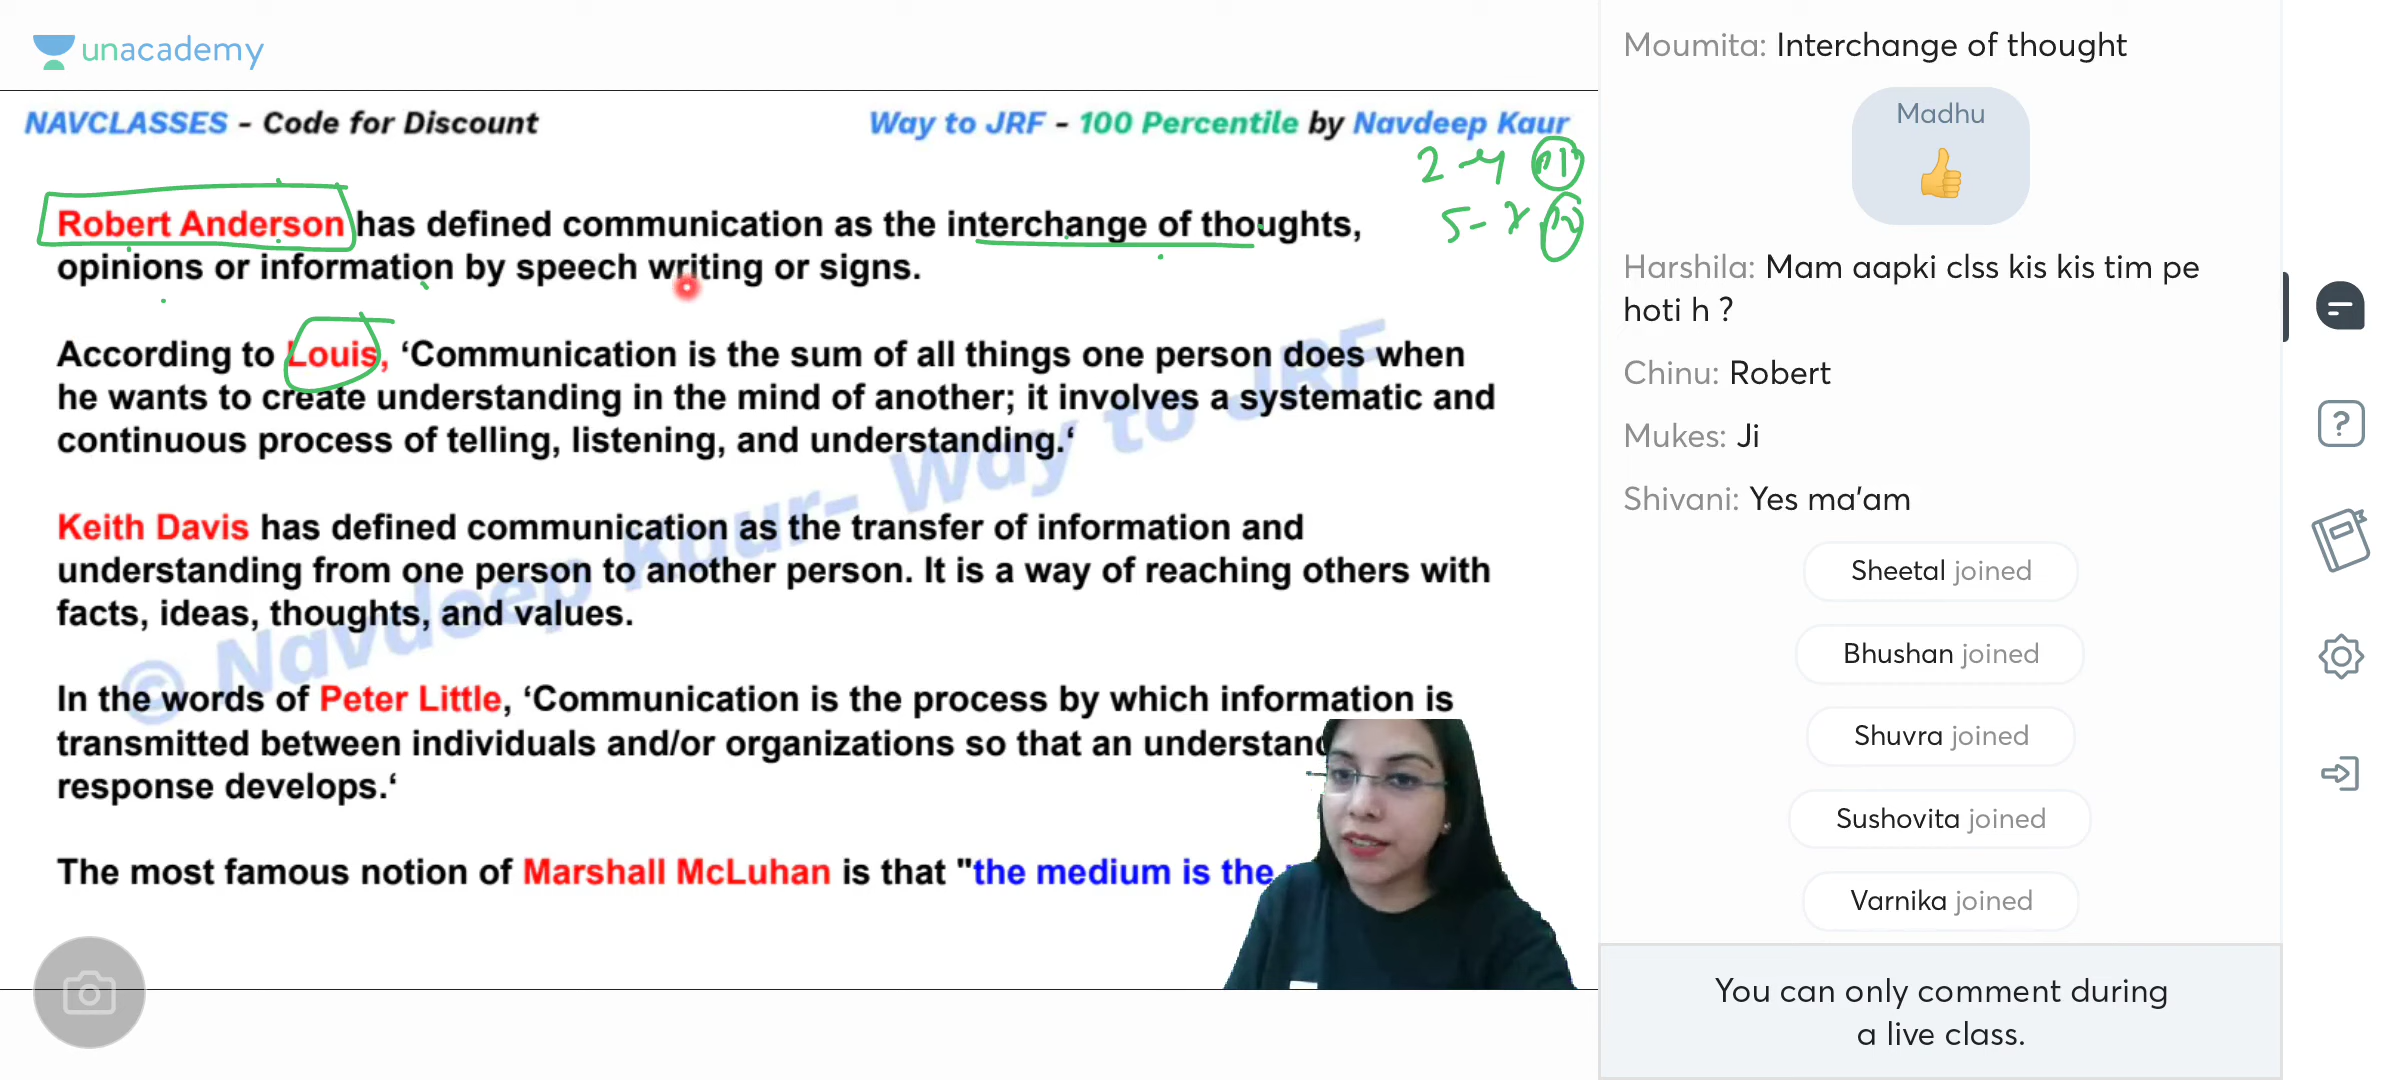 unacademy
NAVCLASSES - Code for Discount
Way to JRF - 100 Percentile by Navdeep Kaur
2-4
5-
Robert Anderson has defined communication as the interchange of thoughts,
opinions or information by speech writing or signs.
According to Louis, ‘Communication is the sum of all things one person does when
he wants to create understanding in the mind of another; it involves a systematic and
continuous process of telling, listening, and understanding.‘
Keith Davis has defined communication as the transfer of information and
understanding from one person to another person. It is a way of reaching others with
facts, ideas, thoughts, and values.
In the words of Peter Little, ‘Communication is the process by which information is
transmitted between individuals and/or organizations so that an
response develops.‘
The most famous notion of Marshall McLuhan is that "the medium is the
© Navdeep Kaur- Way to JRF
Moumita: Interchange of thought
Madhu
Harshila: Mam aapki clss kis kis tim pe
hoti h ?
Chinu: Robert
Mukes: Ji
Shivani: Yes ma’am
Sheetal joined
Bhushan joined
Shuvra joined
Sushovita joined
Varnika joined
You can only comment during
a live class.